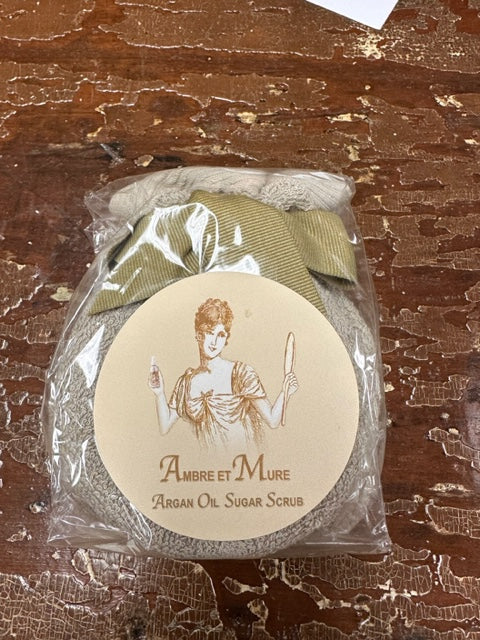 AMBRE ET MURE
ARGAN OIL SUGAR SCRUB